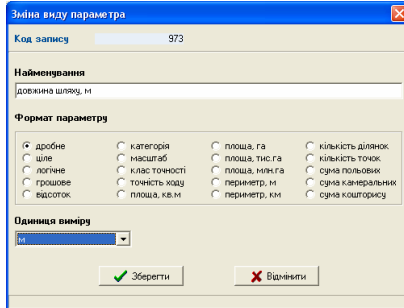 Зміна виду параметра
Код запису 973
Найменування
довжина шляху, м
Формат параметру
дробне категорія площа, га кількість ділянок
ціле масштаб площа, тис.га кількість точок
логічне клас точності площа, млн.га сума польових
грошове точність ходу периметр, м сума камеральних
відсоток площа, кв.м периметр, км сума кошторису
Одиниця виміру
м
Зберегти Відмінити